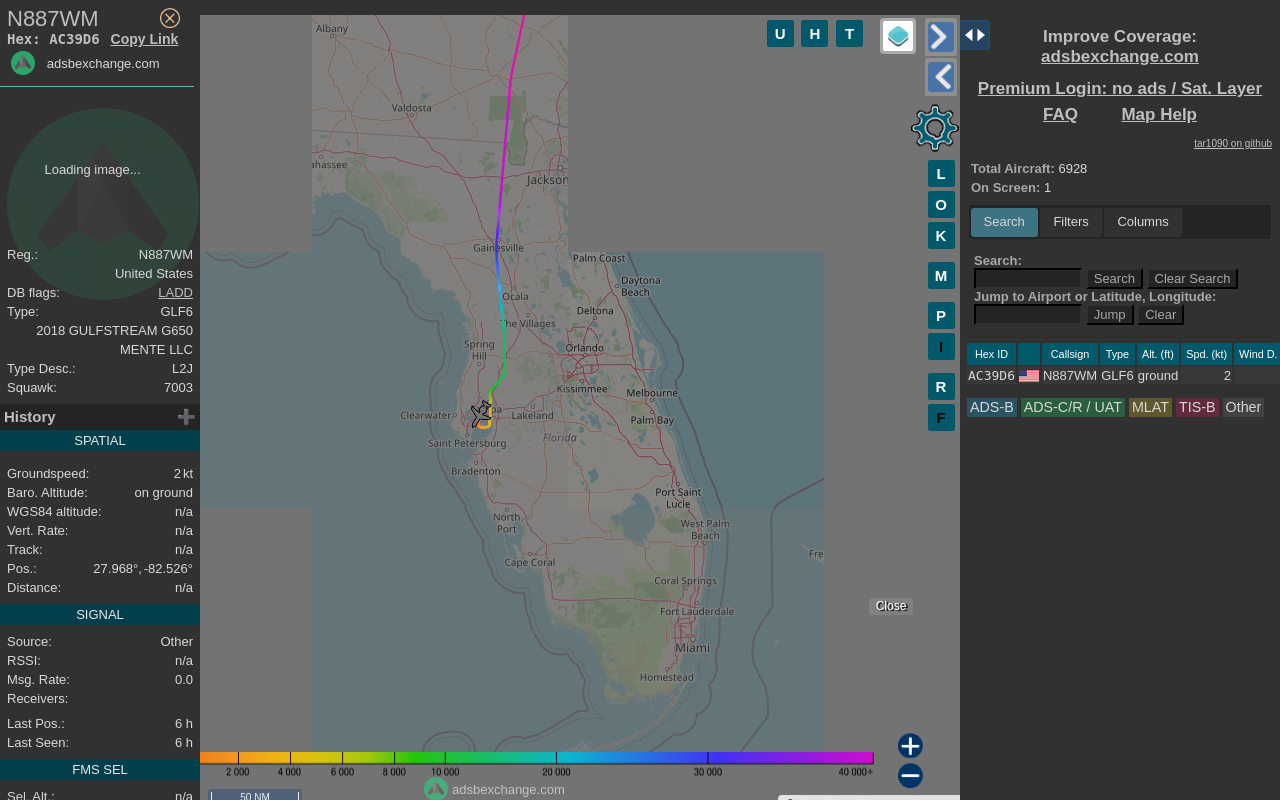 N887WM
Hex: AC39D6 Copy Link
adsbexchange.com
Loading image...
Reg.: N887WM
United States
DB flags: LADD
Type: GLF6
2018 GULFSTREAM G650
MENTE LLC
Type Desc.: L2J
Squawk: 7003
History
SPATIAL
Groundspeed: 2 kt
Baro. Altitude: on ground
WGS84 altitude: n/a
Vert. Rate: n/a
Track: n/a
Pos.: 27.968°, -82.526°
Distance: n/a
SIGNAL
Source: Other
RSSI: n/a
Msg. Rate: 0.0
Receivers:
Last Pos.: 6 h
Last Seen: 6 h
FMS SEL
Sel. Alt.: n/a
Albany
Valdosta
ahassee
Jackson
Gainesville
Palm Coast
Daytona
Beach
Ocala
Deltona
The Villages
Spring
Hill
Orlando
Kissimmee
Melbourne
Clearwater
Lakeland
Palm Bay
Saint Petersburg
Florida
Bradenton
Port Saint
Lucie
North
Port
West Palm
Beach
Cape Coral
Fre
Coral Springs
Fort Lauderdale
Miami
Homestead
U H T
L
O
K
M
P
I
R
F
Close
2 000 4 000 6 000 8 000 10 000 20 000 30 000 40 000+
50 NM
adsbexchange.com
Improve Coverage:
adsbexchange.com
Premium Login: no ads / Sat. Layer
FAQ Map Help
tar1090 on github
Total Aircraft: 6928
On Screen: 1
Search Filters Columns
Search:
Search Clear Search
Jump to Airport or Latitude, Longitude:
Jump Clear
Hex ID Callsign Type Alt. (ft) Spd. (kt) Wind D.
AC39D6 N887WM GLF6 ground 2
ADS-B ADS-C/R / UAT MLAT TIS-B Other